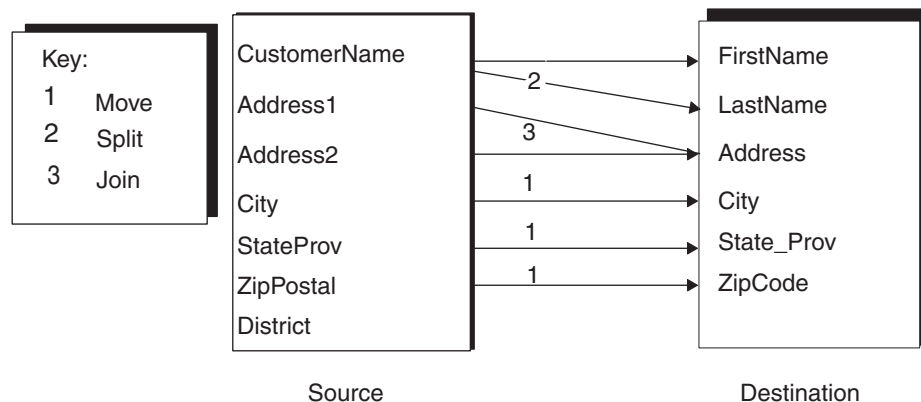 Key:
1 Move
2 Split
3 Join
CustomerName
Address1
Address2
City
StateProv
ZipPostal
District
2
3
1
1
1
FirstName
LastName
Address
City
State_Prov
ZipCode
Source
Destination